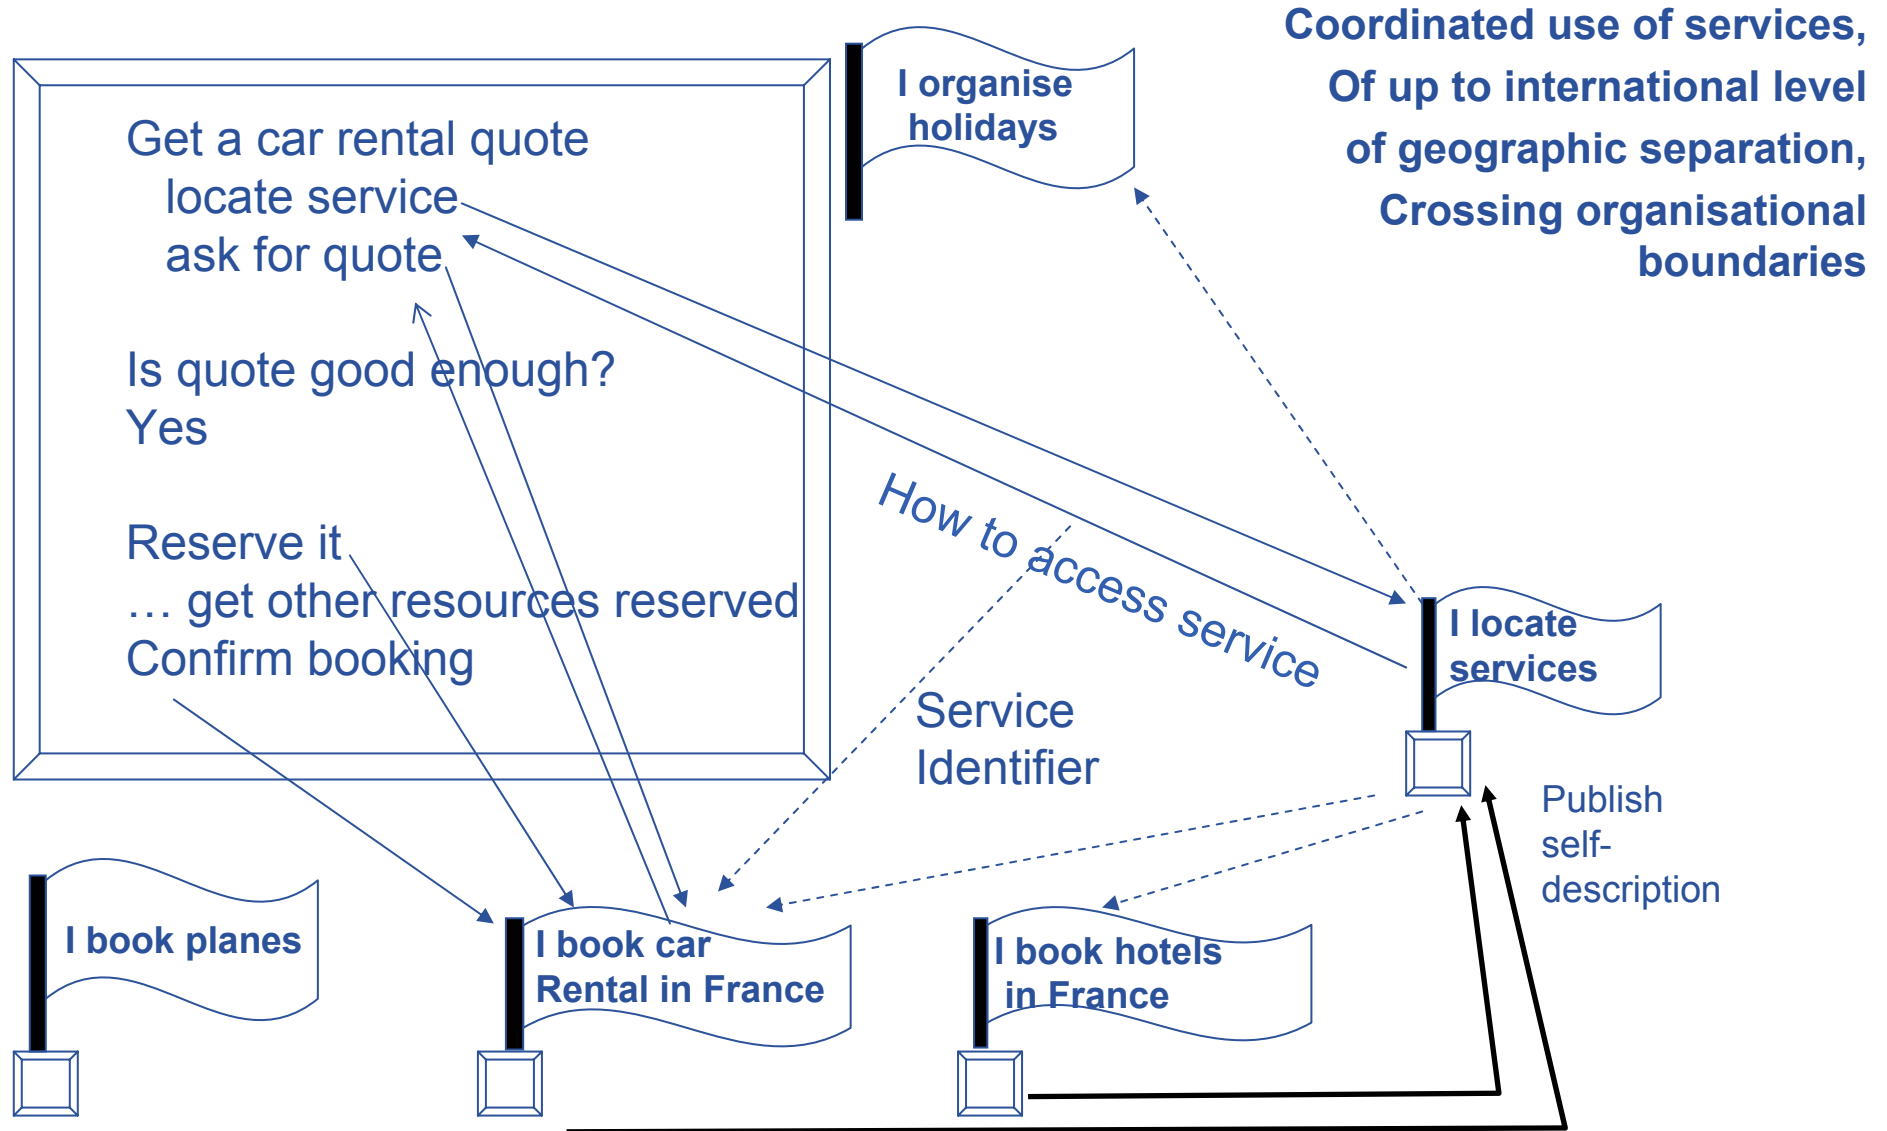 Coordinated use of services,
Of up to international level
of geographic separation,
Crossing organisational
boundaries
I organise
holidays
Get a car rental quote
locate service
ask for quote
Is quote good enough?
Yes
Reserve it
… get other resources reserved
Confirm booking
How to access service
Service
Identifier
I locate
services
Publish
self-
description
I book planes
I book car
Rental in France
I book hotels
in France